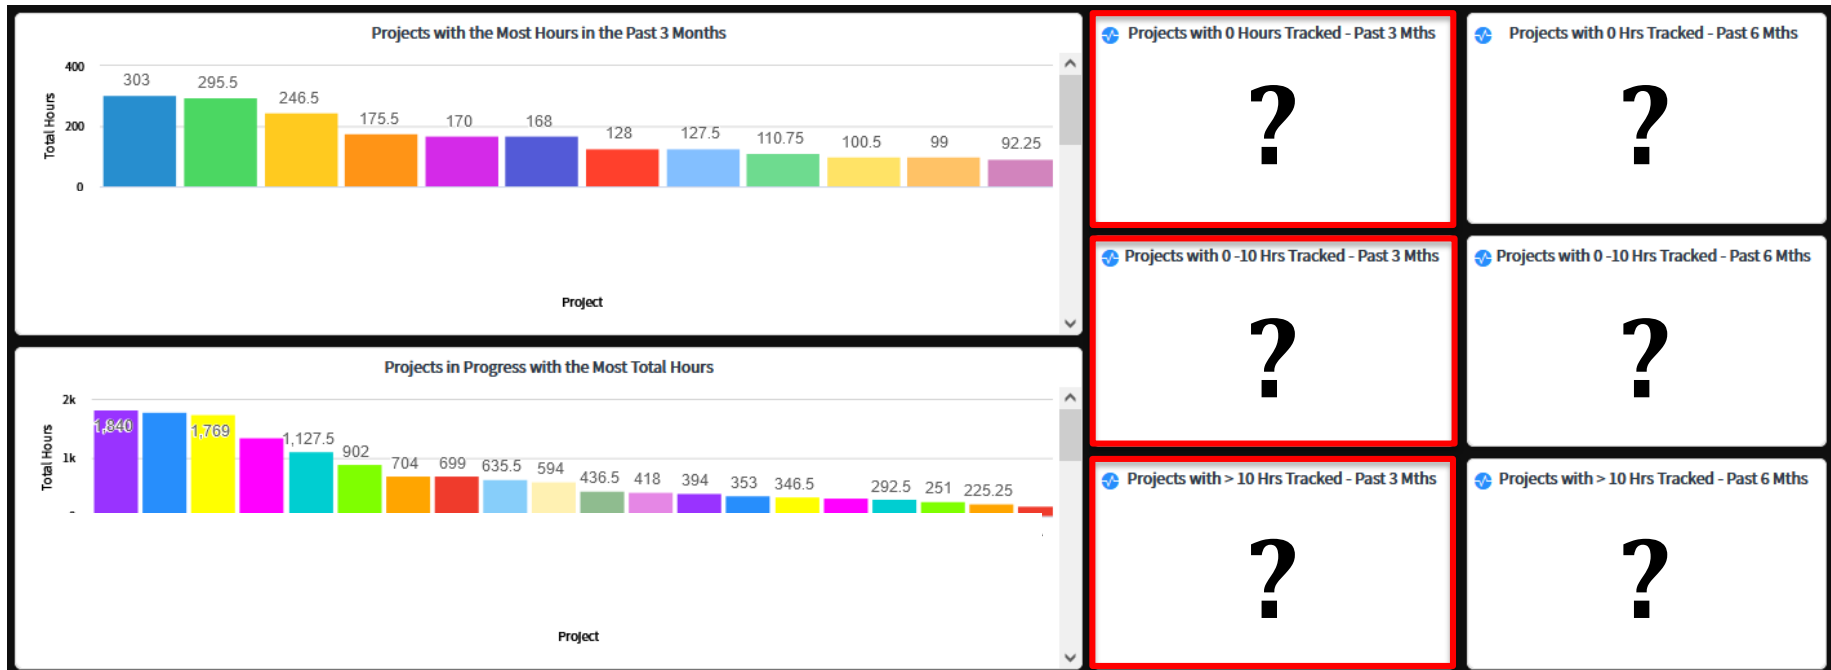 Projects with the Most Hours in the Past 3 Months
400
303
295.5
246.5
175.5
170
168
128
127.5
110.75
100.5
99
92.25
200
0
Total Hours
Project
Projects in Progress with the Most Total Hours
2k
1,769
1,127.5
902
704
699
635.5
594
436.5
418
394
353
346.5
292.5
251
225.25
1k
Total Hours
Project
Projects with 0 Hours Tracked - Past 3 Mths
?
Projects with 0 Hrs Tracked - Past 6 Mths
?
Projects with 0 -10 Hrs Tracked - Past 3 Mths
?
Projects with 0 -10 Hrs Tracked - Past 6 Mths
?
Projects with > 10 Hrs Tracked - Past 3 Mths
?
Projects with > 10 Hrs Tracked - Past 6 Mths
?